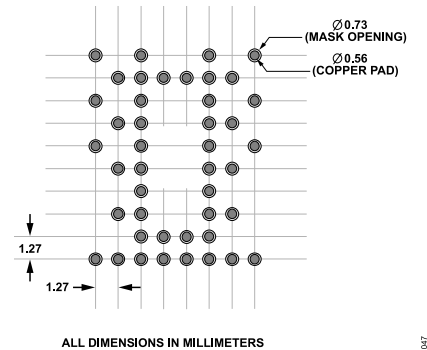 Ø0.73
(MASK OPENING)
Ø0.56
(COPPER PAD)
1.27
1.27
ALL DIMENSIONS IN MILLIMETERS
047